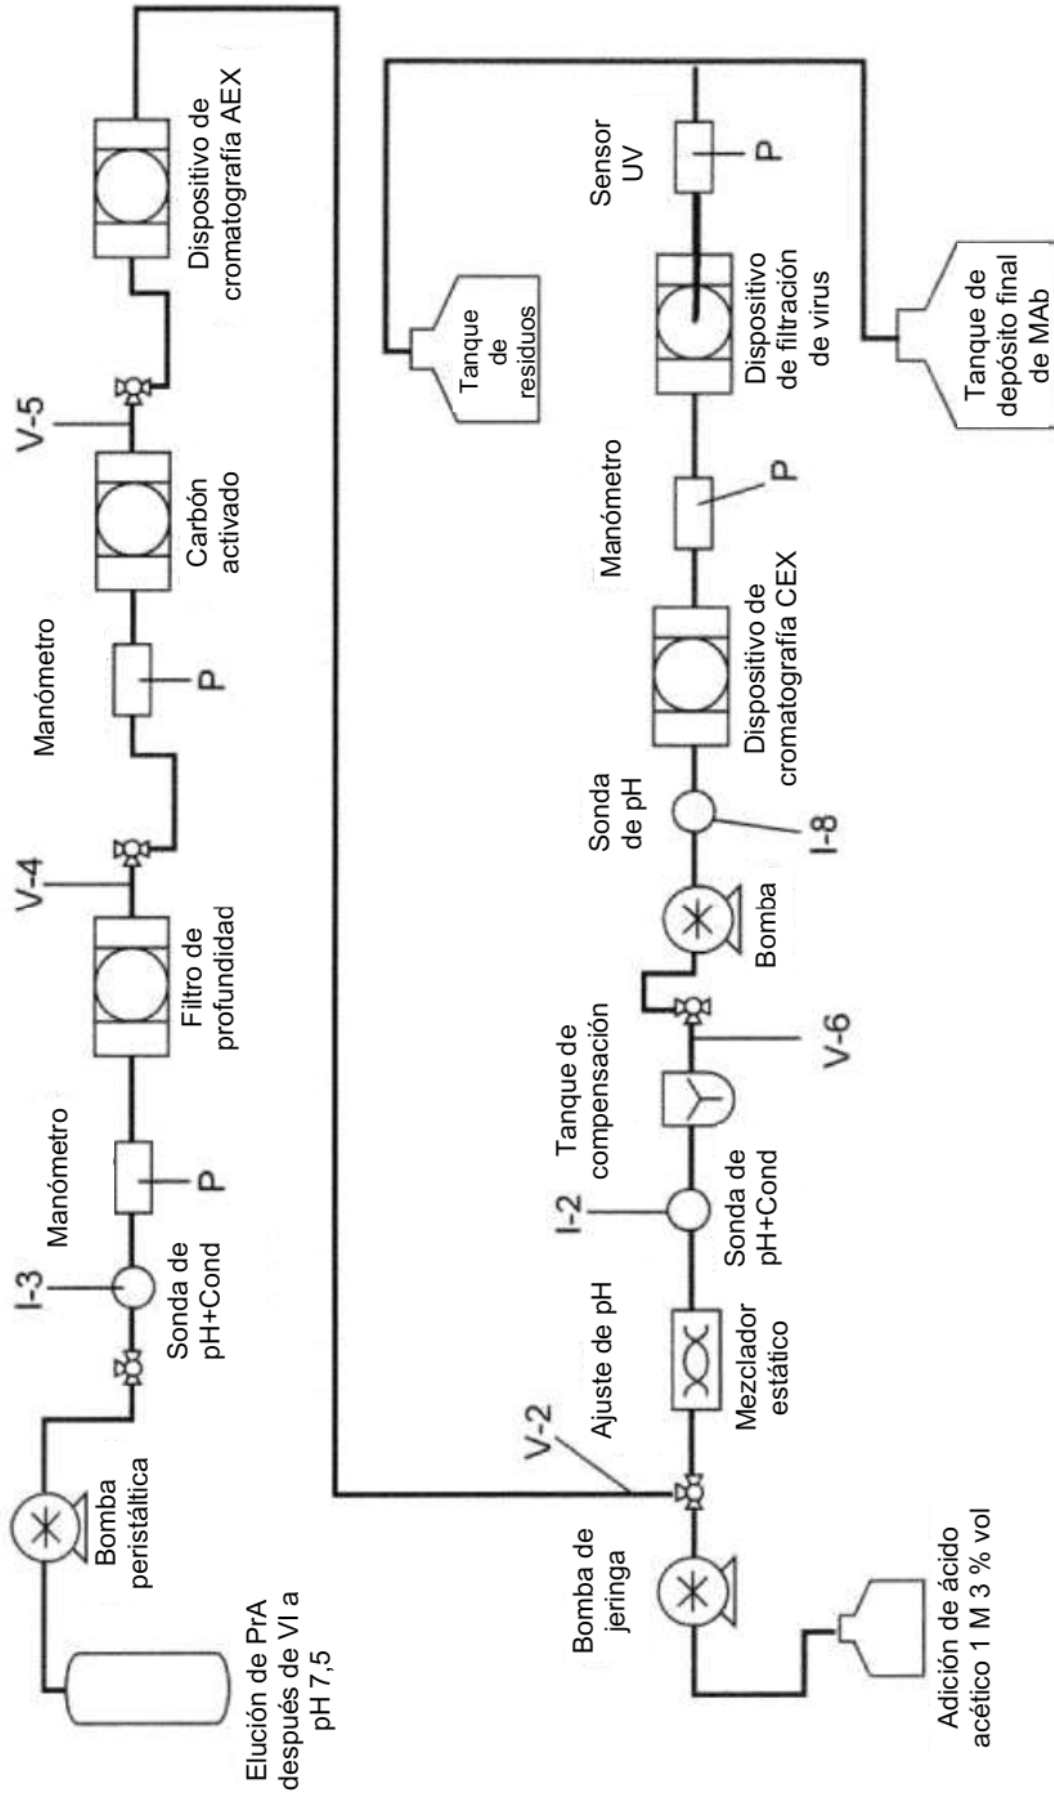 Elución de PrA
después de VI a
pH 7,5
Bomba
peristáltica
I-3
Sonda de
pH+Cond
Manómetro
P
Filtro de
profundidad
V-4
Manómetro
P
Carbón
activado
V-5
Dispositivo de
cromatografía AEX
Adición de ácido
acético 1 M 3 % vol
Bomba de
jeringa
V-2
Ajuste de pH
Mezclador
estático
I-2
Sonda de
pH+Cond
Tanque de
compensación
V-6
Bomba
Sonda
de pH
I-8
Dispositivo de
cromatografía CEX
Manómetro
P
Dispositivo
de filtración
de virus
Sensor
UV
P
Tanque
de
residuos
Tanque de
depósito final
de MAb